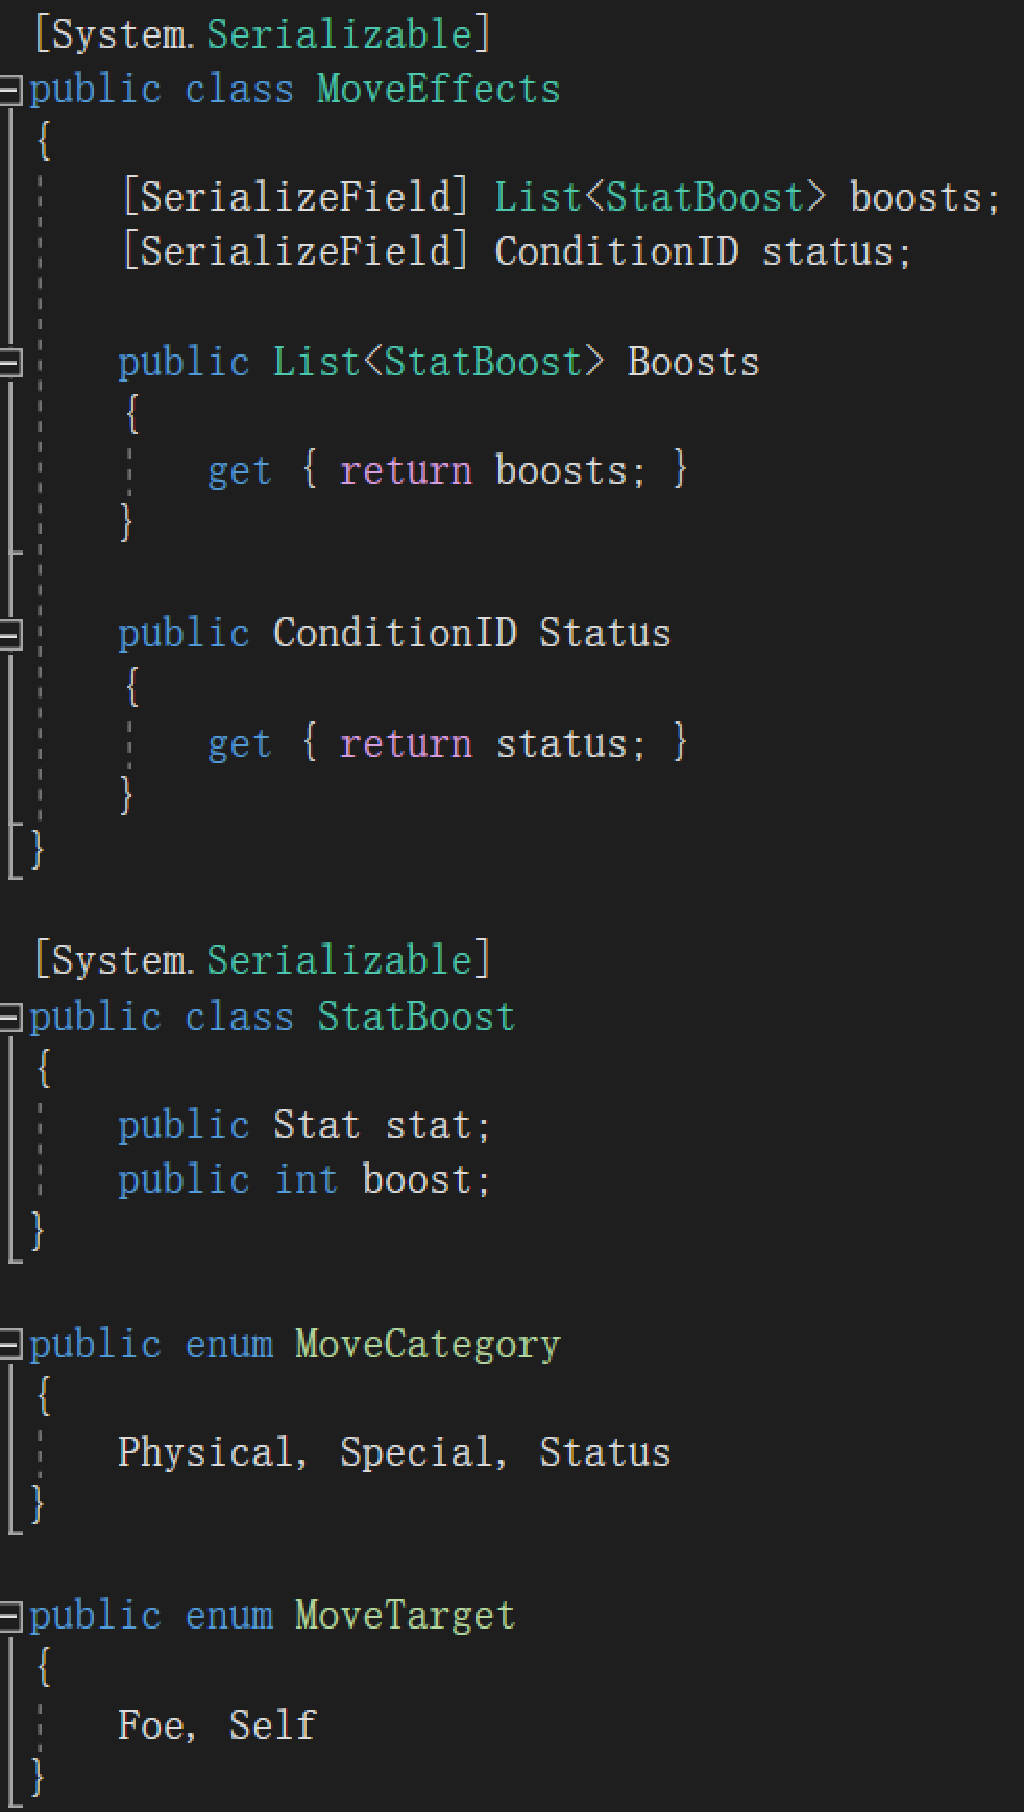 [System.Serializable]
public class MoveEffects
{
    [SerializeField] List<StatBoost> boosts;
    [SerializeField] ConditionID status;

    public List<StatBoost> Boosts
    {
        get { return boosts; }
    }

    public ConditionID Status
    {
        get { return status; }
    }
}

[System.Serializable]
public class StatBoost
{
    public Stat stat;
    public int boost;
}

public enum MoveCategory
{
    Physical, Special, Status
}

public enum MoveTarget
{
    Foe, Self
}